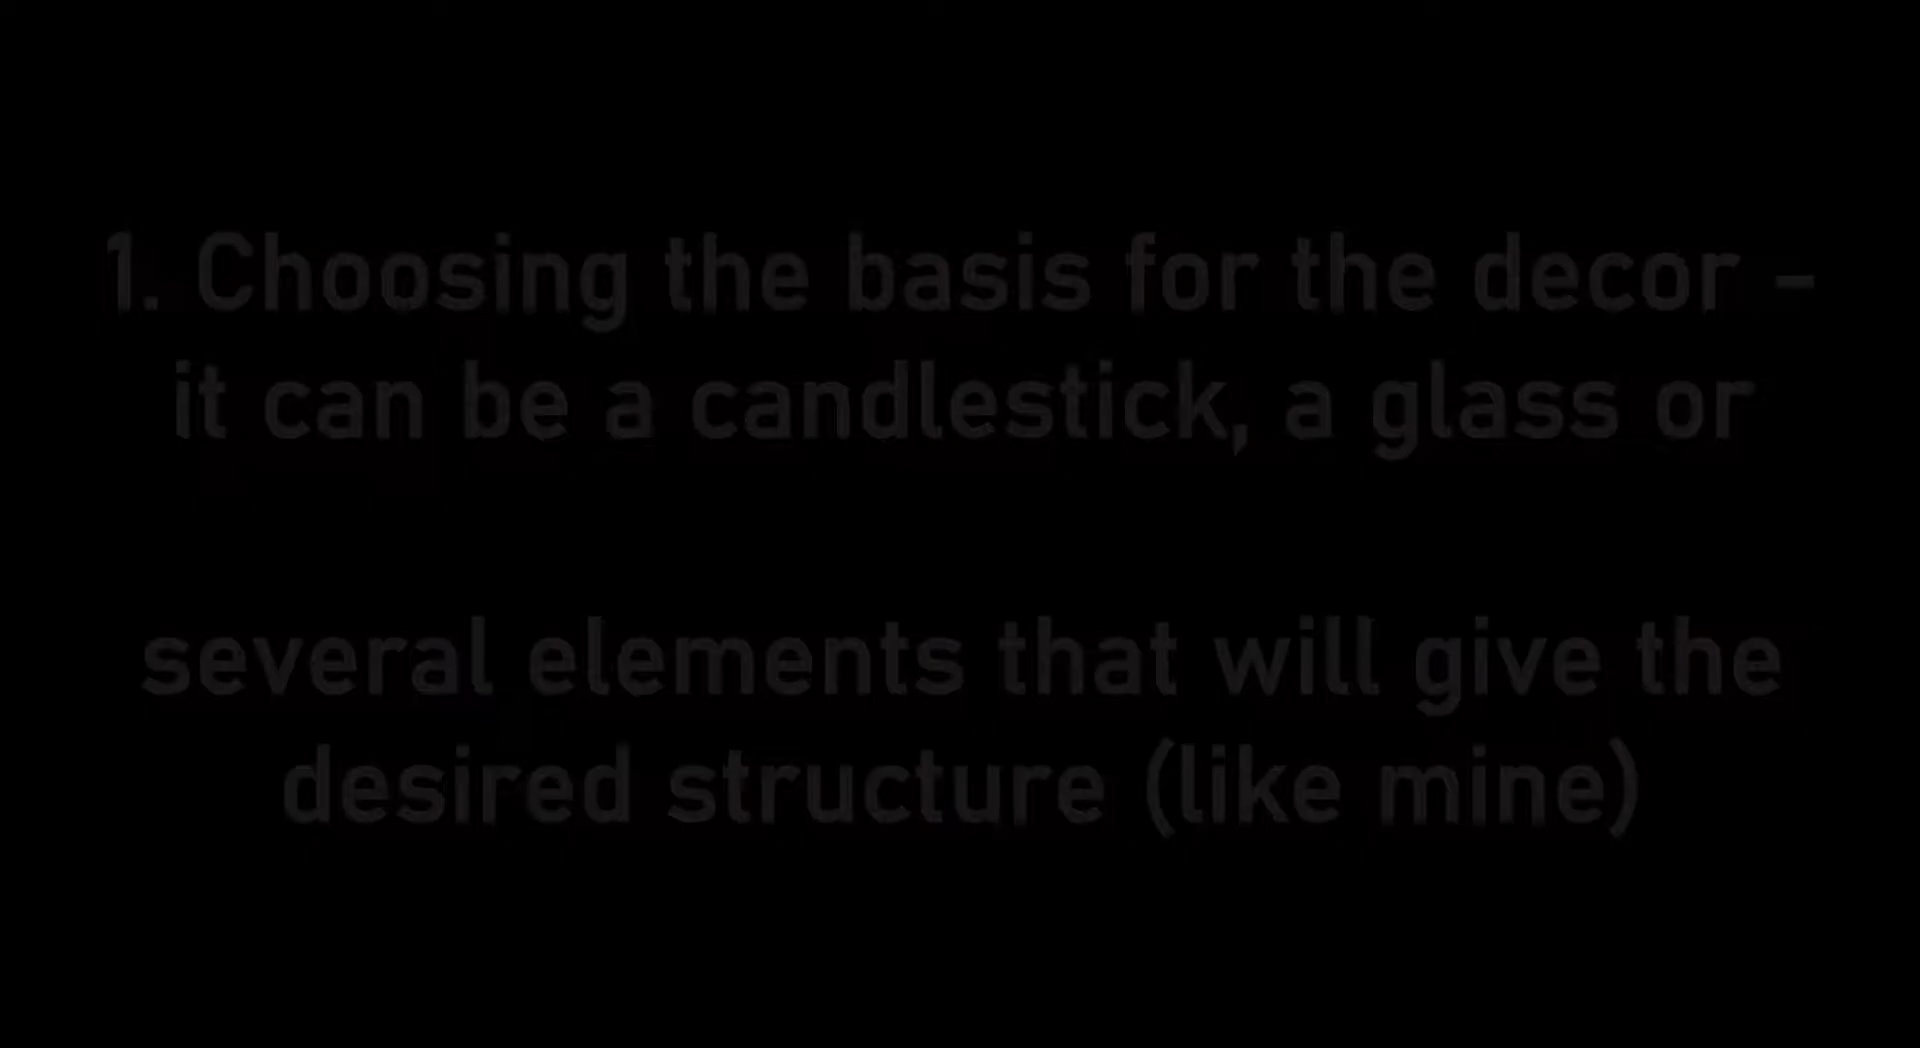 1. Choosing the basis for the decor –
it can be a candlestick, a glass or
several elements that will give the
desired structure (like mine)